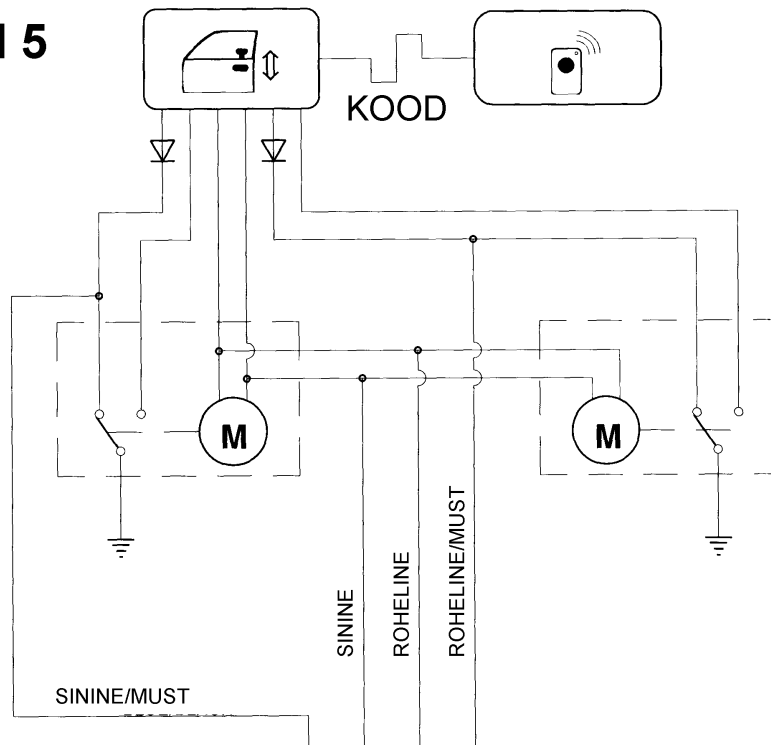 5
KOOD
M
M
SININE
ROHELINE
ROHELINE/MUST
SININE/MUST